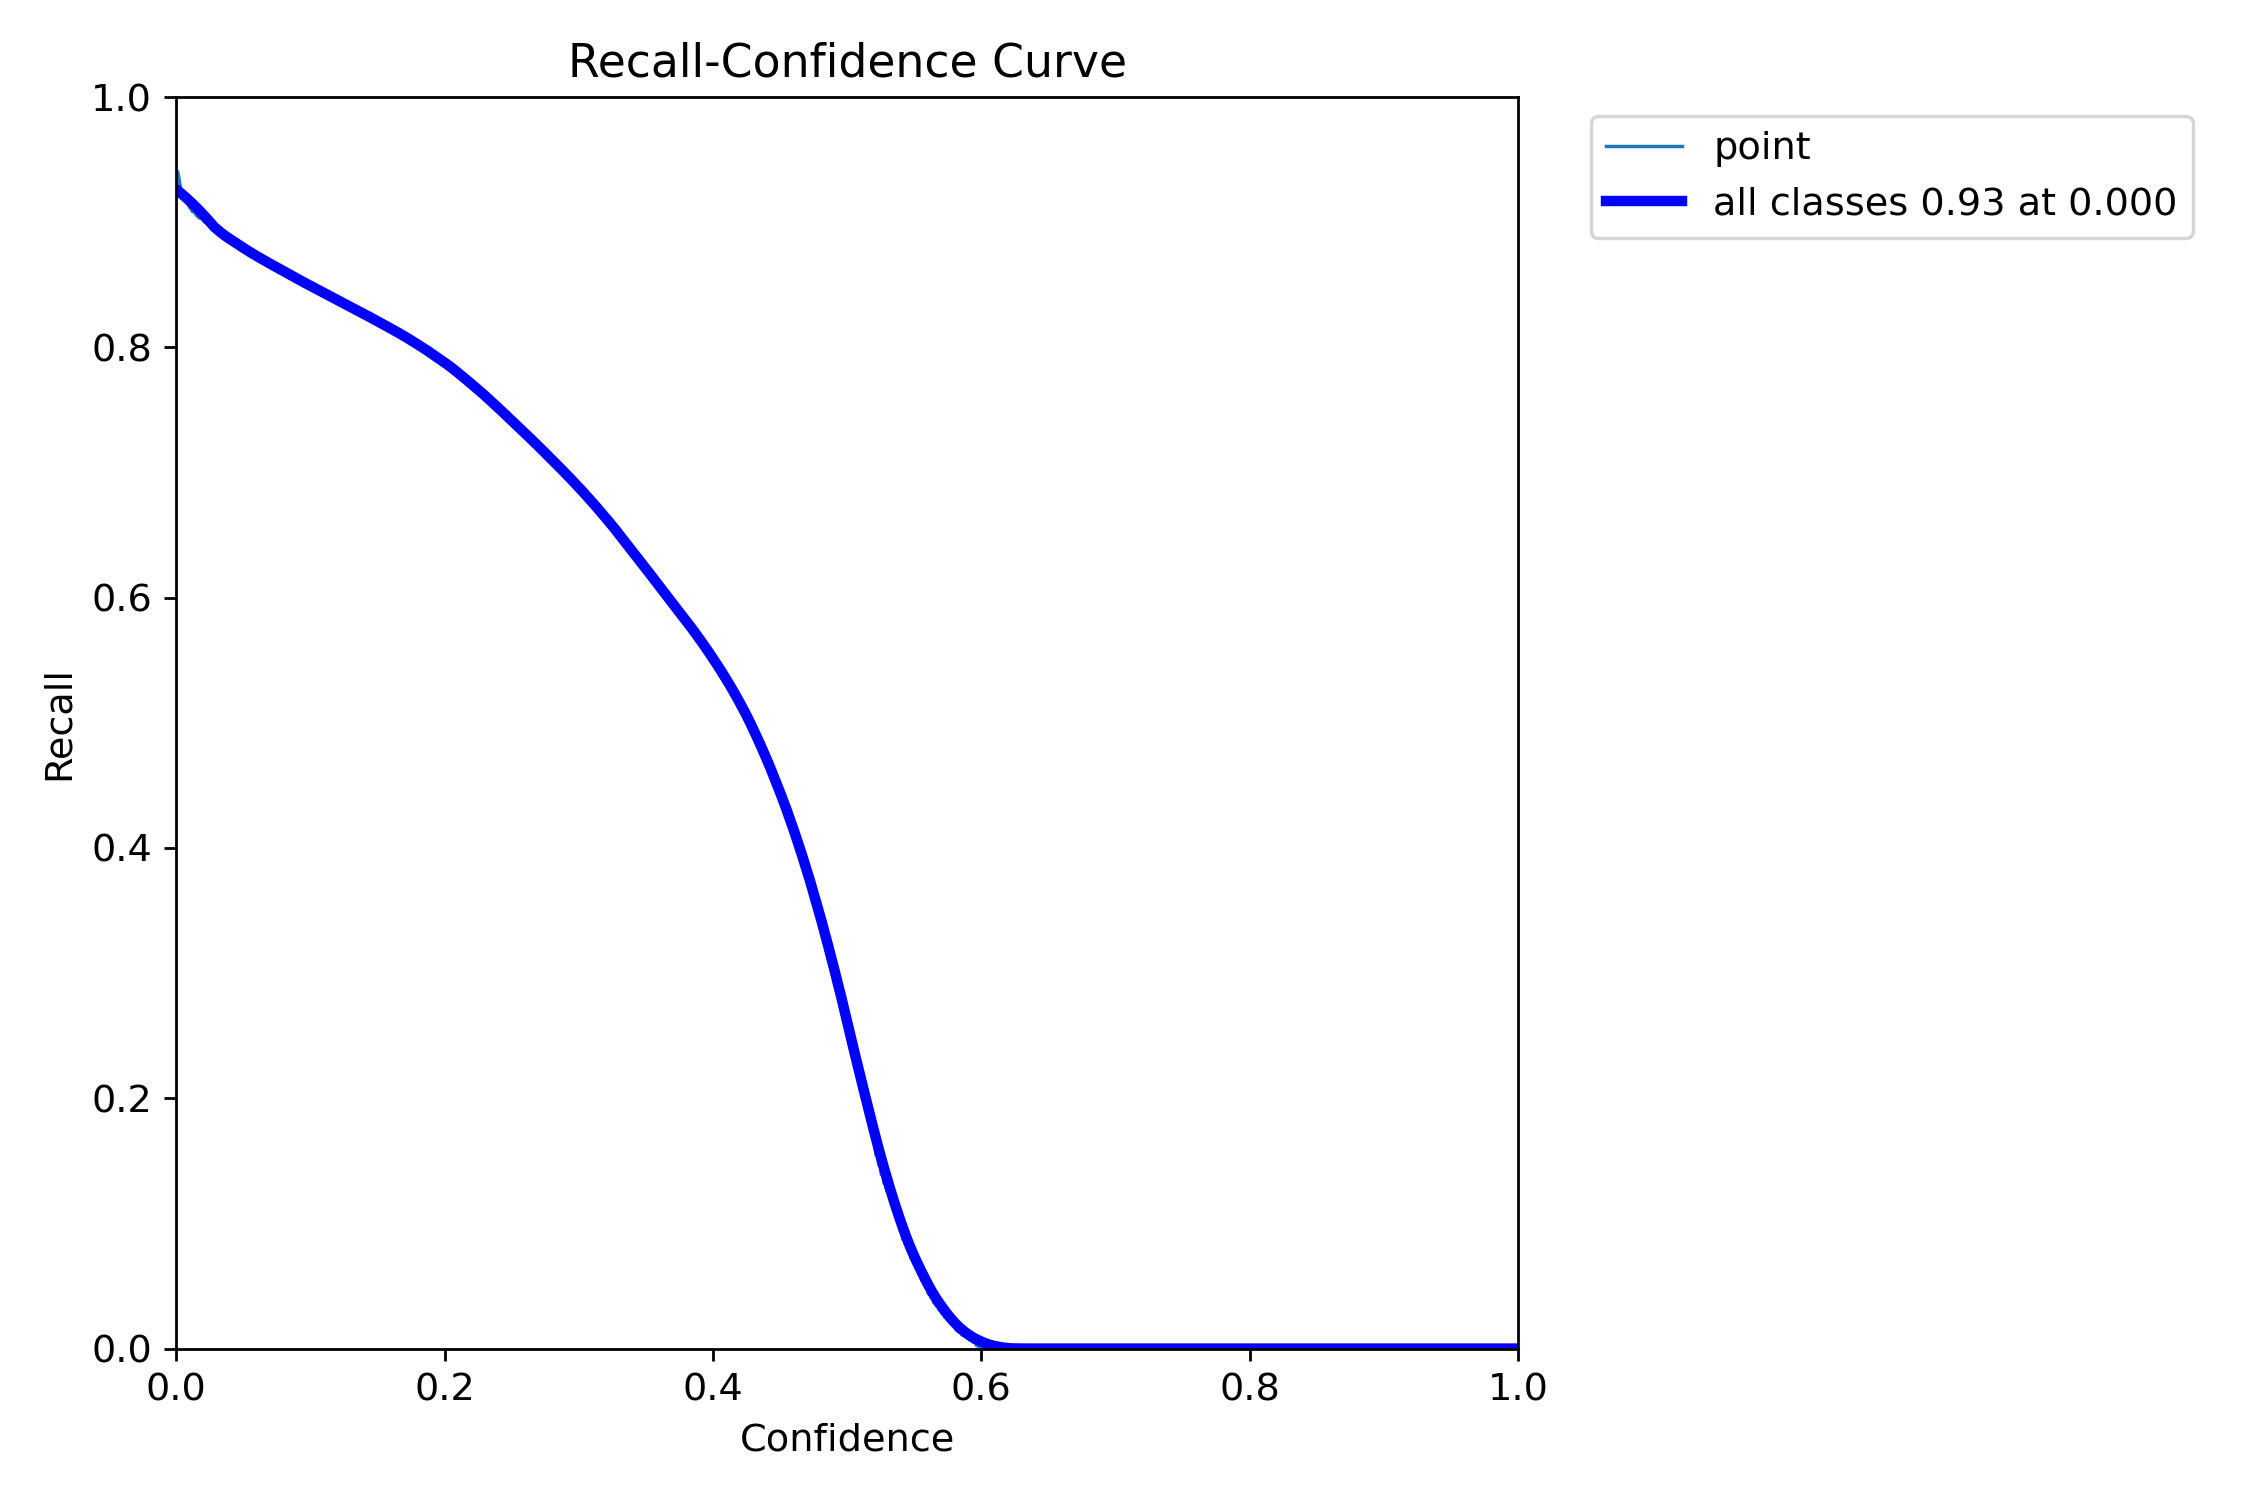 Recall-Confidence Curve
1.0
0.8
0.6
0.4
0.2
0.0
Recall
0.0 0.2 0.4 0.6 0.8 1.0
Confidence
point
all classes 0.93 at 0.000